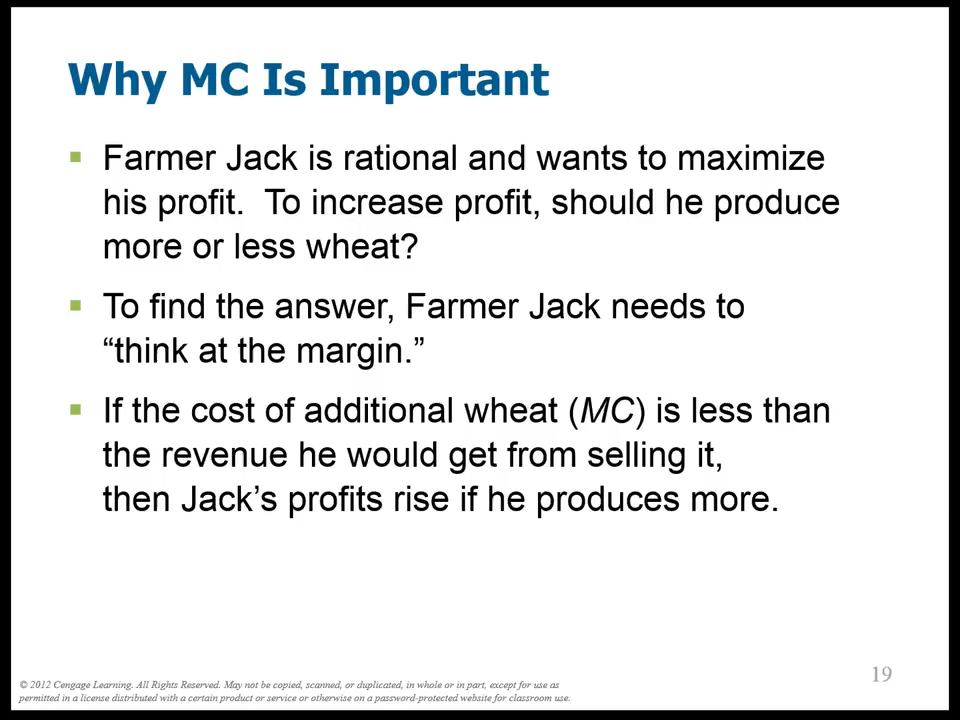 Why MC Is Important
▪ Farmer Jack is rational and wants to maximize
his profit.  To increase profit, should he produce
more or less wheat?
▪ To find the answer, Farmer Jack needs to
“think at the margin.”
▪ If the cost of additional wheat (MC) is less than
the revenue he would get from selling it,
then Jack’s profits rise if he produces more.
19
© 2012 Cengage Learning. All Rights Reserved. May not be copied, scanned, or duplicated, in whole or in part, except for use as
permitted in a license distributed with a certain product or service or otherwise on a password-protected website for classroom use.